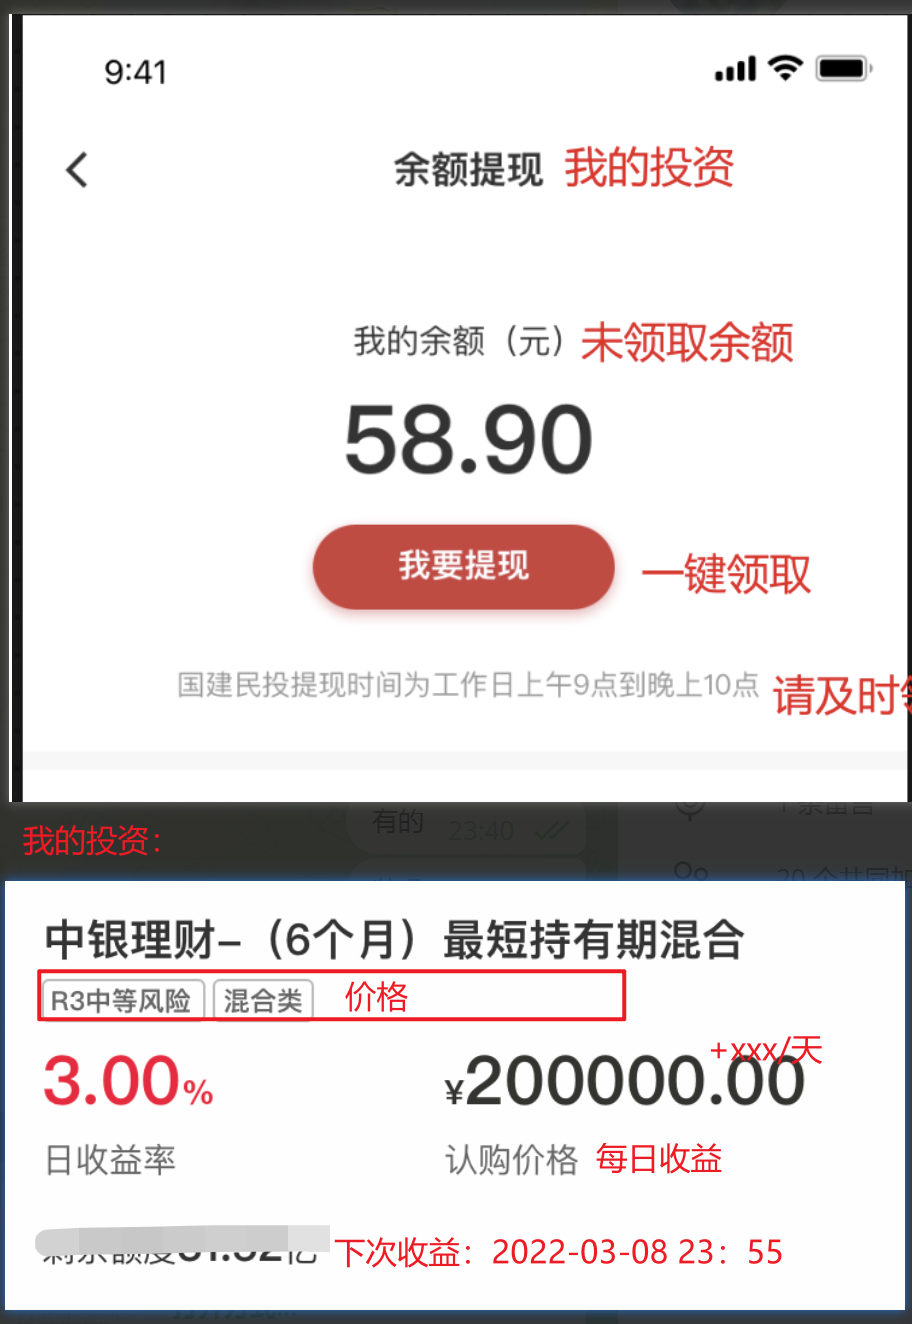 9:41
余额提现 我的投资
我的余额（元）未领取余额
58.90
我要提现 一键领取
国建民投提现时间为工作日上午9点到晚上10点 请及时
有的 23:40
我的投资：
中银理财-（6个月）最短持有期混合
R3中等风险 混合类 价格
+xxx/天
3.00% ¥200000.00
日收益率 认购价格 每日收益
下次收益：2022-03-08 23：55